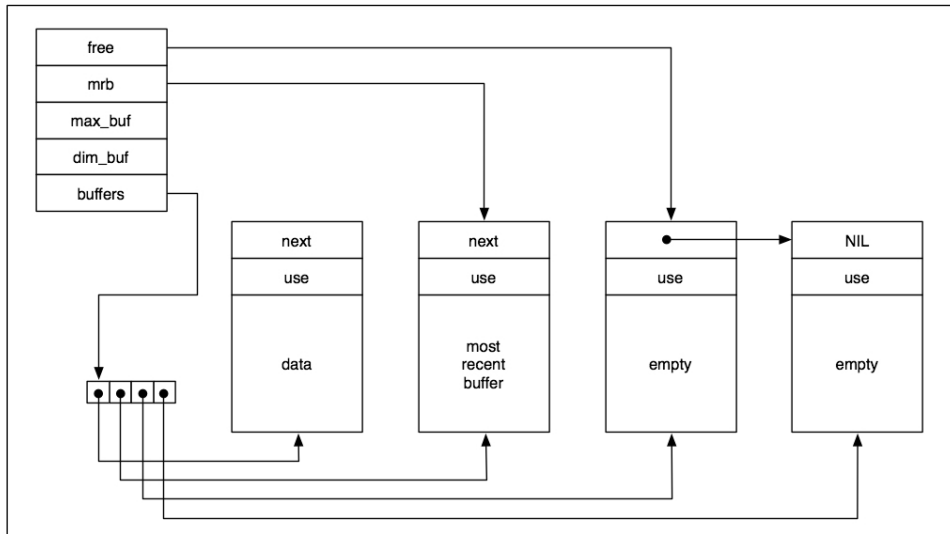 free
mrb
max_buf
dim_buf
buffers
next
next
NIL
use
use
use
use
data
most
recent
buffer
empty
empty